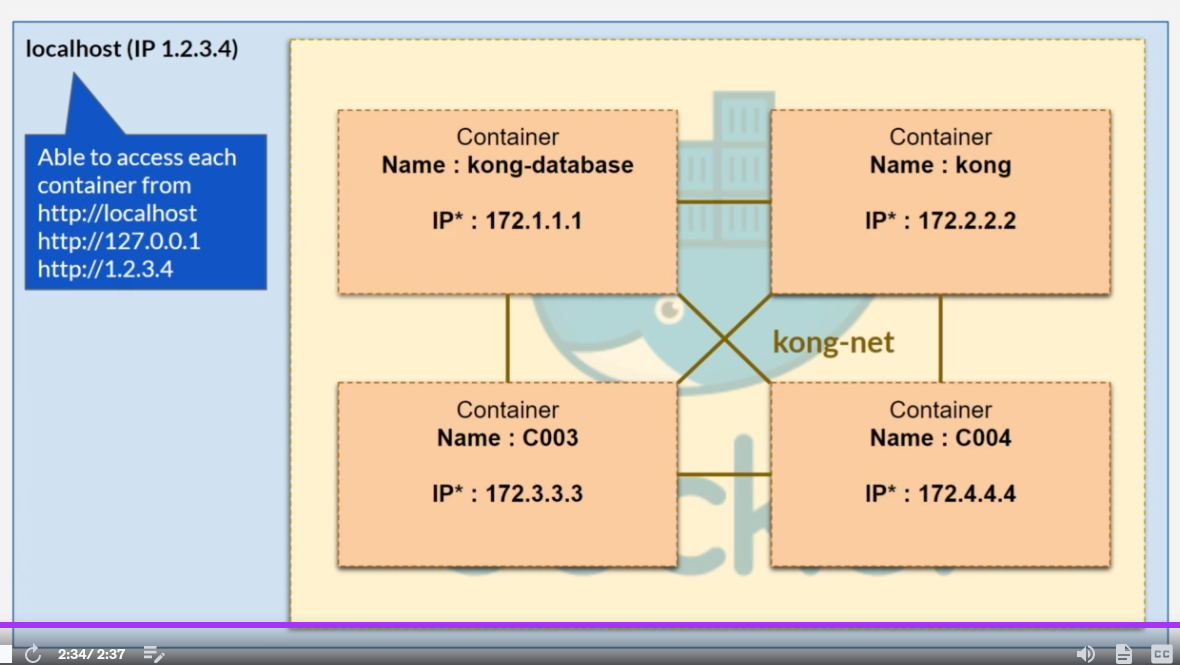 localhost (IP 1.2.3.4)
Able to access each
container from
http://localhost
http://127.0.0.1
http://1.2.3.4
Container
Name : kong-database
IP* : 172.1.1.1
Container
Name : kong
IP* : 172.2.2.2
kong-net
Container
Name : C003
IP* : 172.3.3.3
Container
Name : C004
IP* : 172.4.4.4
2:34/ 2:37
CC